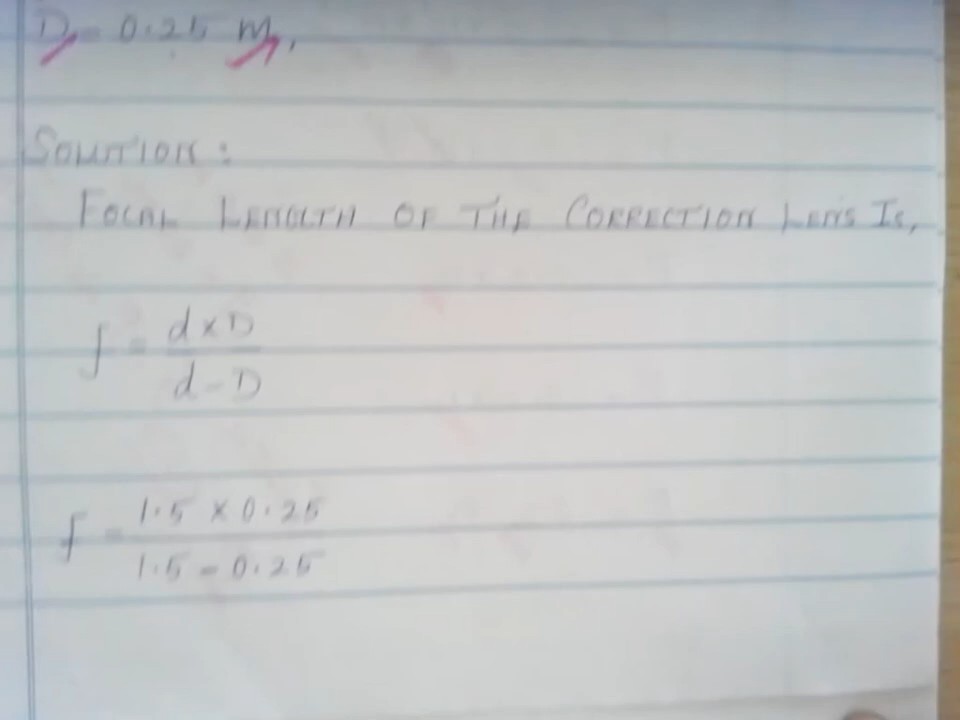 D = 0.25 m,
SOLUTION:
FOCAL LENGTH OF THE CORRECTION LENS IS,
f = d×D / d-D
f = 1.5 × 0.25 / 1.5 - 0.25